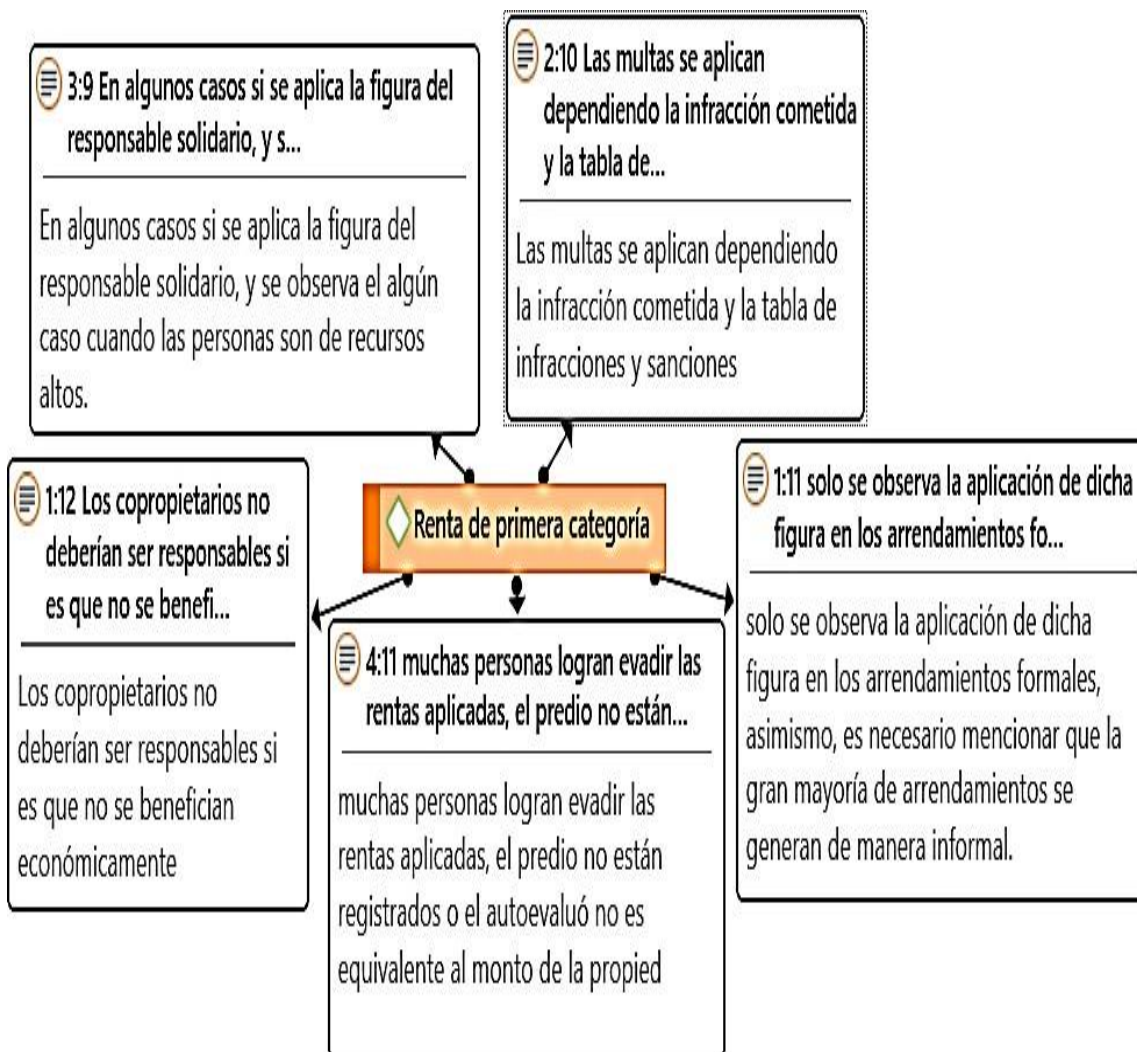 3:9 En algunos casos si se aplica la figura del
responsable solidario, y s...
En algunos casos si se aplica la figura del
responsable solidario, y se observa el algún
caso cuando las personas son de recursos
altos.
2:10 Las multas se aplican
dependiendo la infracción cometida
y la tabla de...
Las multas se aplican dependiendo
la infracción cometida y la tabla de
infracciones y sanciones
Renta de primera categoría
1:12 Los copropietarios no
deberían ser responsables si
es que no se benefi...
Los copropietarios no
deberían ser responsables si
es que no se benefician
económicamente
4:11 muchas personas logran evadir las
rentas aplicadas, el predio no están...
muchas personas logran evadir las
rentas aplicadas, el predio no están
registrados o el autoevaluó no es
equivalente al monto de la propied
1:11 solo se observa la aplicación de dicha
figura en los arrendamientos fo...
solo se observa la aplicación de dicha
figura en los arrendamientos formales,
asimismo, es necesario mencionar que la
gran mayoría de arrendamientos se
generan de manera informal.